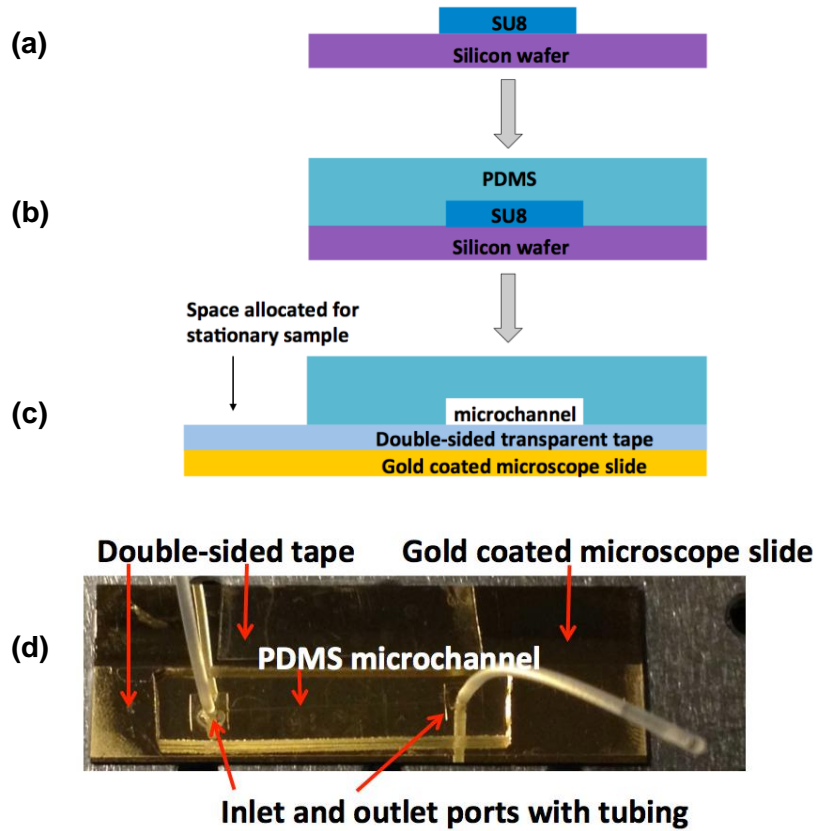 (a)
SU8
Silicon wafer
(b)
PDMS
SU8
Silicon wafer
Space allocated for
stationary sample
(c)
microchannel
Double-sided transparent tape
Gold coated microscope slide
Double-sided tape
Gold coated microscope slide
(d)
PDMS microchannel
Inlet and outlet ports with tubing